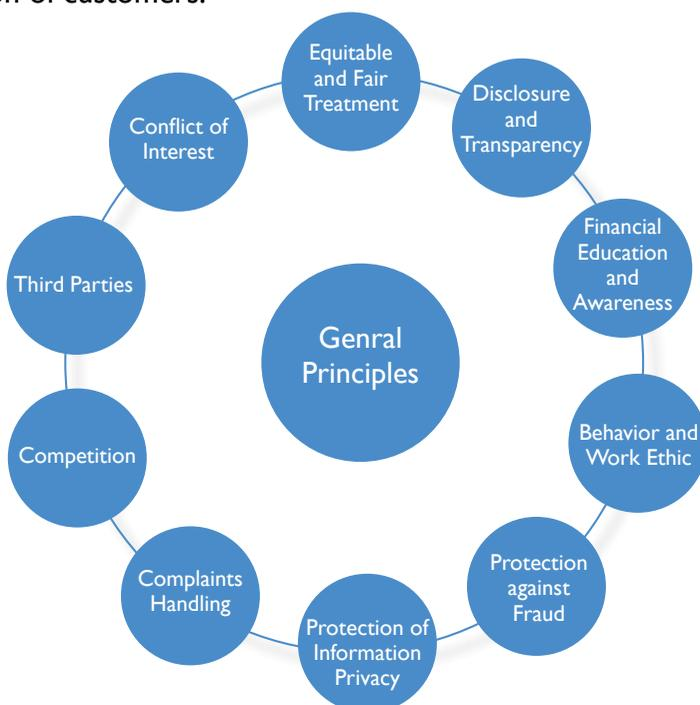 of customers.
Equitable
and Fair
Treatment
Disclosure
and
Transparency
Financial
Education
and
Awareness
Behavior and
Work Ethic
Protection
against
Fraud
Protection of
Information
Privacy
Complaints
Handling
Competition
Third Parties
Conflict of
Interest
Genral
Principles